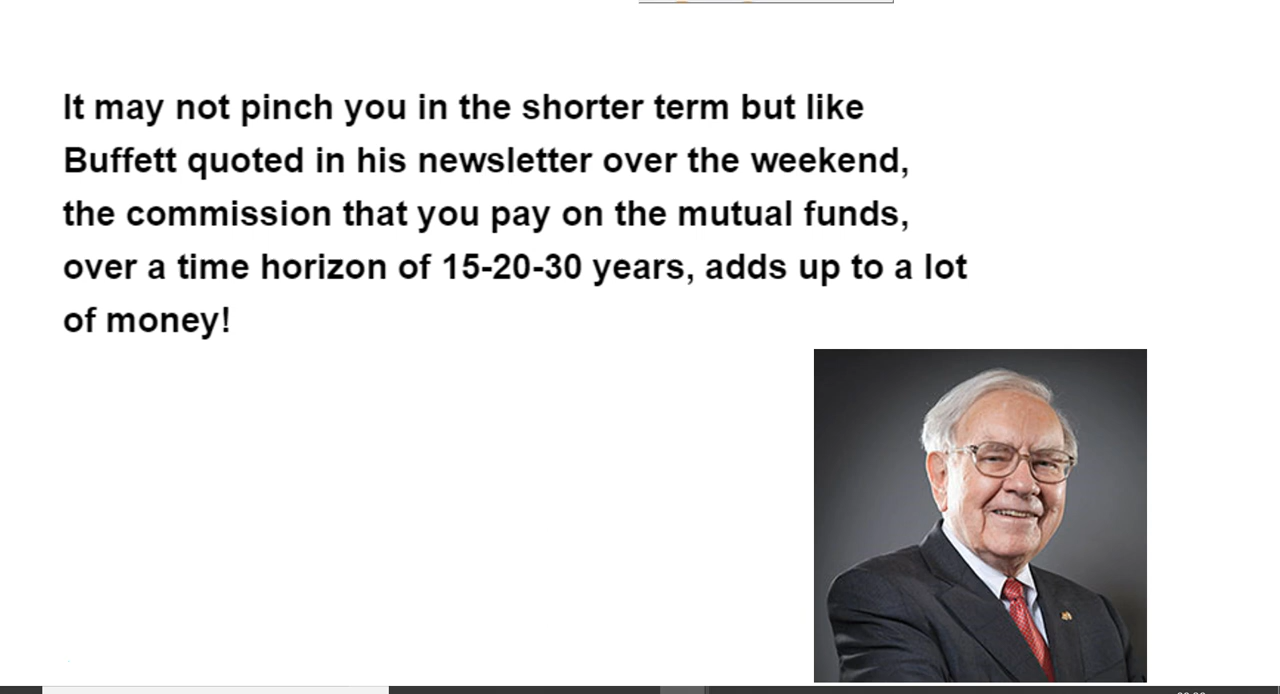 It may not pinch you in the shorter term but like
Buffett quoted in his newsletter over the weekend,
the commission that you pay on the mutual funds,
over a time horizon of 15-20-30 years, adds up to a lot
of money!